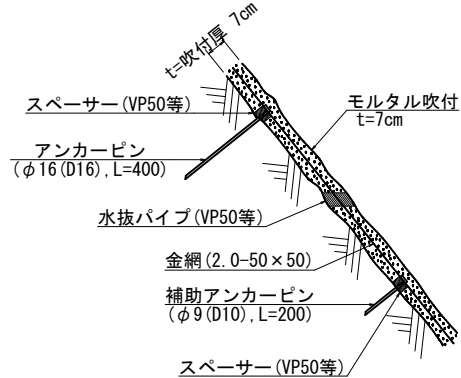 t=吹付厚 7cm
スペーサー(VP50等)
モルタル吹付
t=7cm
アンカーピン
(φ16(D16),L=400)
水抜パイプ(VP50等)
金網(2.0-50×50)
補助アンカーピン
(φ9(D10),L=200)
スペーサー(VP50等)